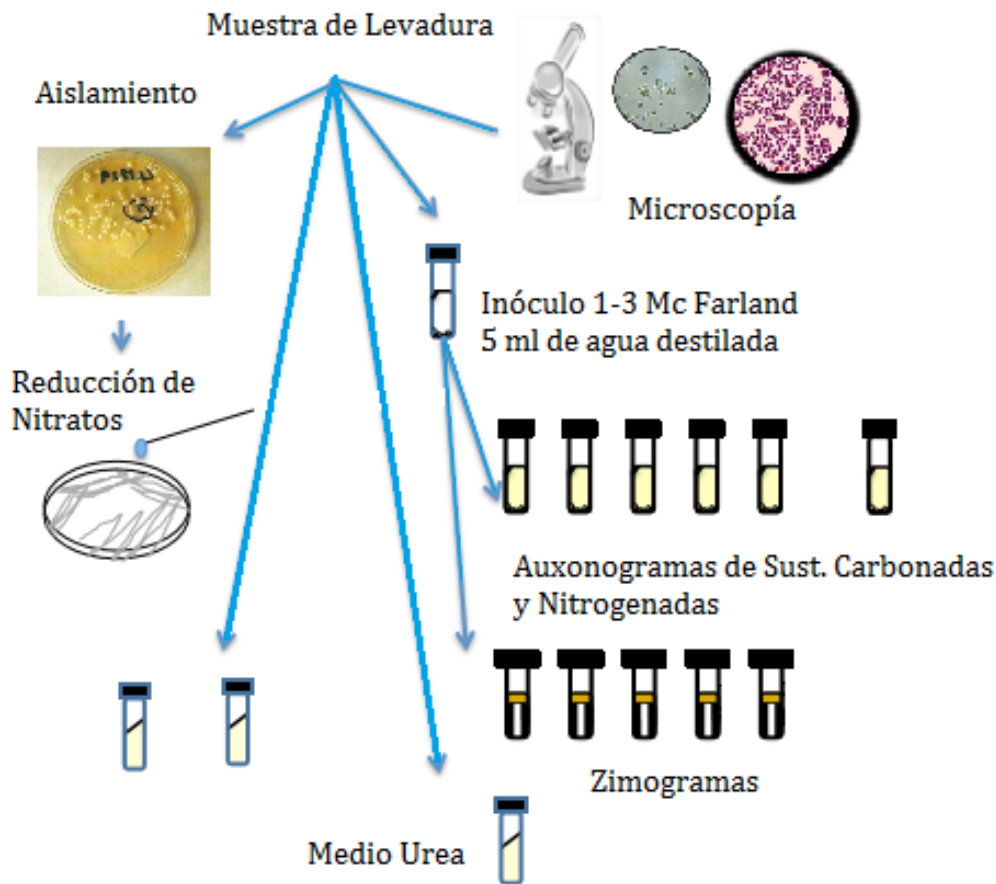 Muestra de Levadura
Aislamiento
Microscopía
Inóculo 1-3 Mc Farland
5 ml de agua destilada
Reducción de
Nitratos
Auxonogramas de Sust. Carbonadas
y Nitrogenadas
Zimogramas
Medio Urea